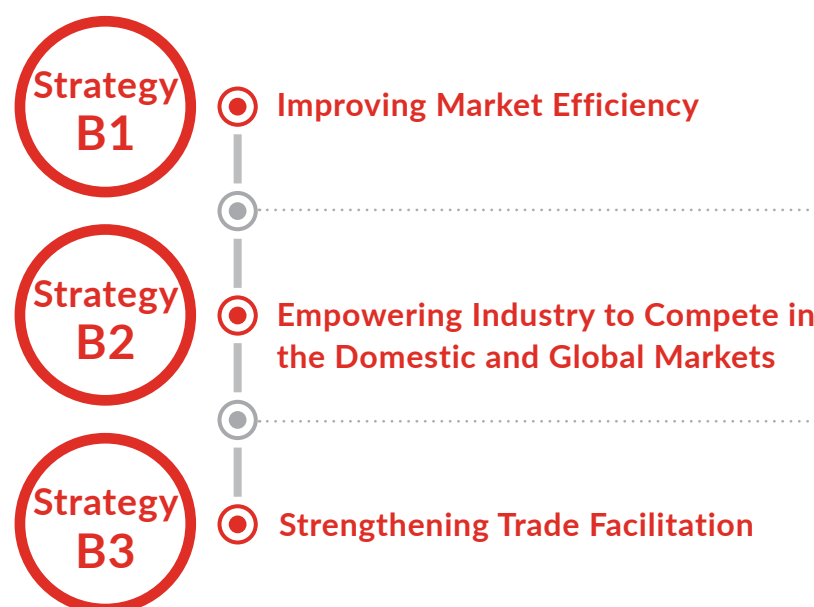 Strategy
B1
Improving Market Efficiency
Strategy
B2
Empowering Industry to Compete in
the Domestic and Global Markets
Strategy
B3
Strengthening Trade Facilitation